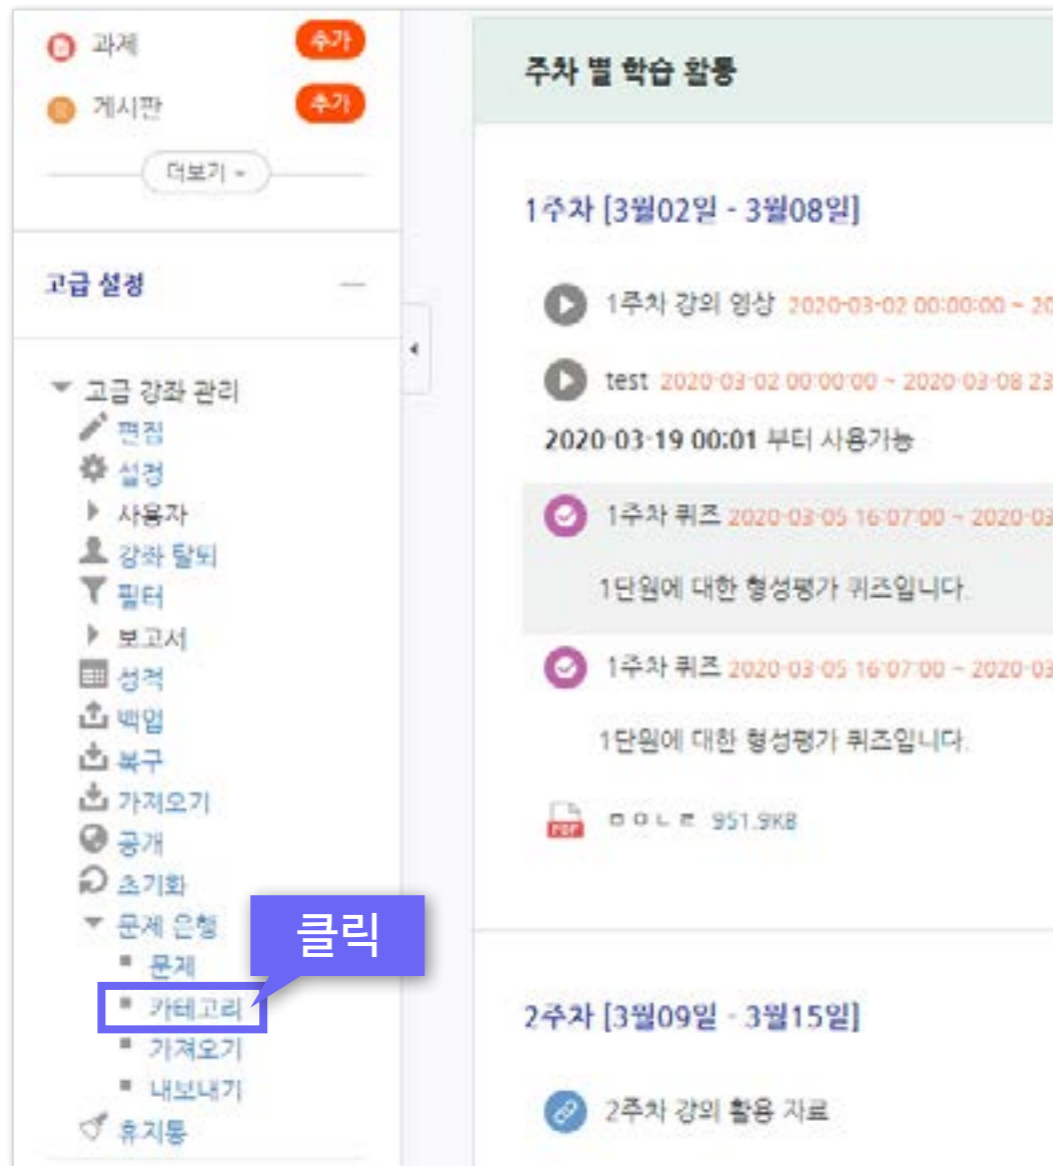 과제 추가
게시판 추가
더보기
고급 설정
고급 강좌 관리
편집
설정
사용자
강좌 탈퇴
필터
보고서
성적
백업
복구
가져오기
공개
초기화
문제 은행
문제
카테고리
가져오기
내보내기
휴지통
클릭
주차 별 학습 활동
1주차 [3월02일 - 3월08일]
1주차 강의 영상 2020-03-02 00:00:00 ~ 20
test 2020-03-02 00:00:00 ~ 2020-03-08 23
2020-03-19 00:01 부터 사용가능
1주차 퀴즈 2020-03-05 16:07:00 ~ 2020-03
1단원에 대한 형성평가 퀴즈입니다.
1주차 퀴즈 2020-03-05 16:07:00 ~ 2020-03
1단원에 대한 형성평가 퀴즈입니다.
PDF ㅁㅇㄴㄹ 951.9KB
2주차 [3월09일 - 3월15일]
2주차 강의 활용 자료